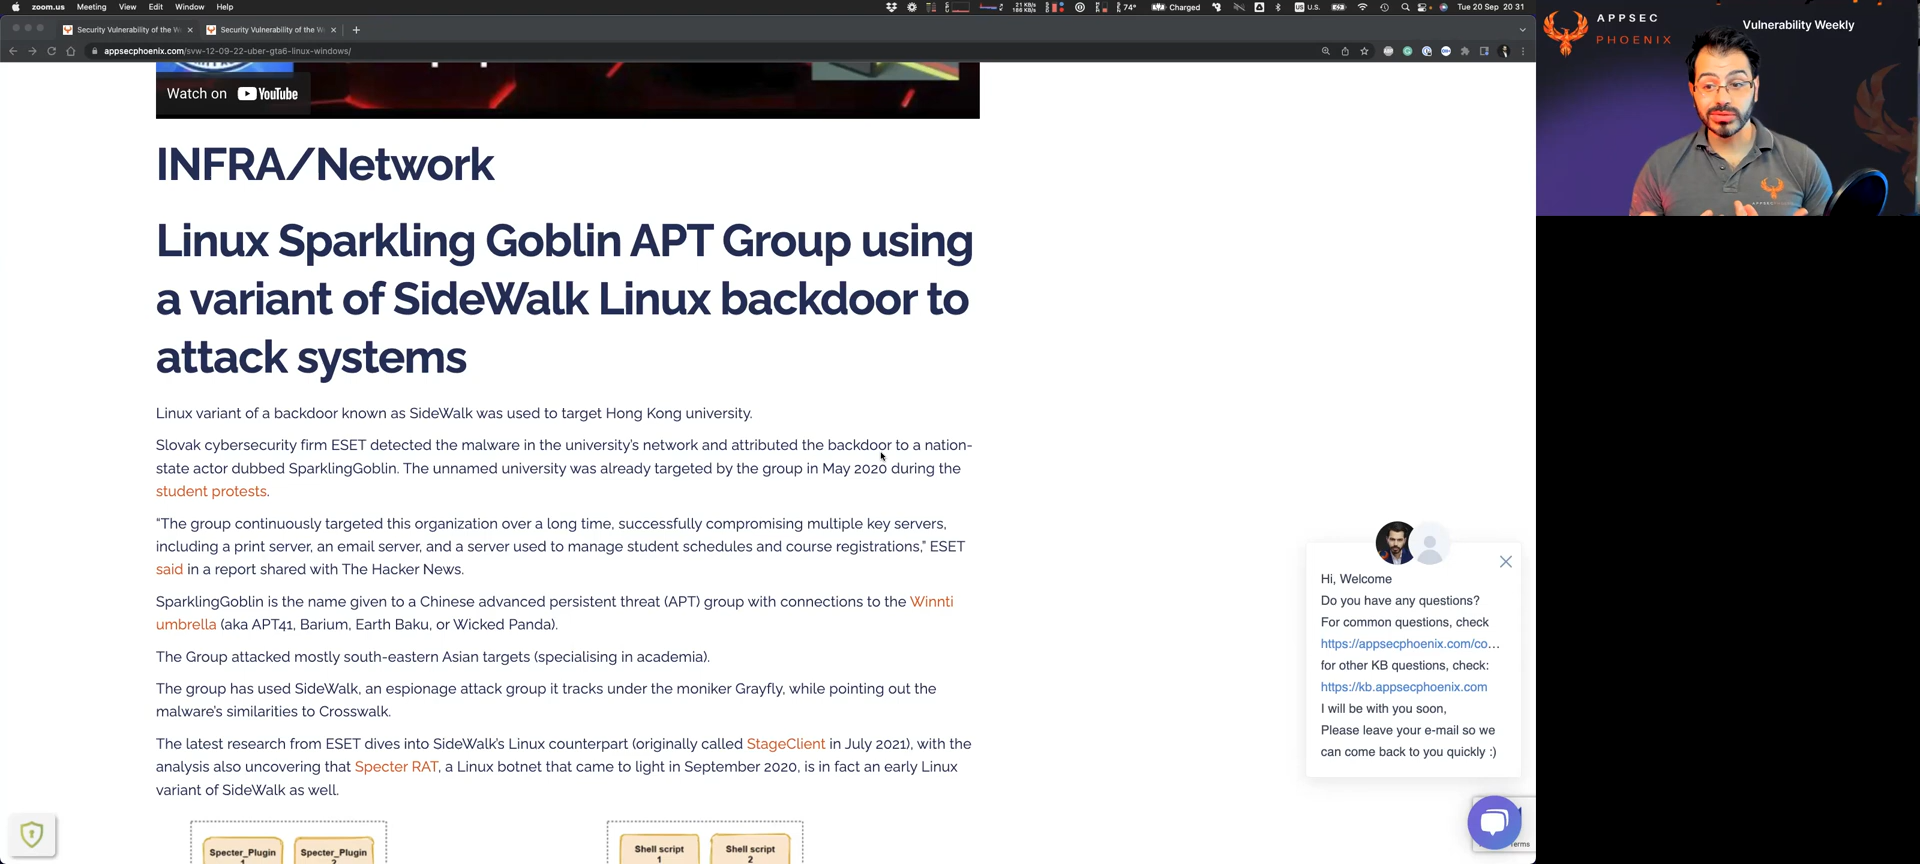 zoom.us Meeting View Edit Window Help
21 KB/s
186 KB/s
74° Charged U.S. Tue 20 Sep 20 31
Security Vulnerability of the W
Security Vulnerability of the W
appsecphoenix.com/svw-12-09-22-uber-gta6-linux-windows/
APPSEC
PHOENIX
Vulnerability Weekly
Watch on YouTube
INFRA/Network
Linux Sparkling Goblin APT Group using
a variant of SideWalk Linux backdoor to
attack systems
Linux variant of a backdoor known as SideWalk was used to target Hong Kong university.
Slovak cybersecurity firm ESET detected the malware in the university's network and attributed the backdoor to a nation-
state actor dubbed SparklingGoblin. The unnamed university was already targeted by the group in May 2020 during the
student protests.
“The group continuously targeted this organization over a long time, successfully compromising multiple key servers,
including a print server, an email server, and a server used to manage student schedules and course registrations,” ESET
said in a report shared with The Hacker News.
SparklingGoblin is the name given to a Chinese advanced persistent threat (APT) group with connections to the Winnti
umbrella (aka APT41, Barium, Earth Baku, or Wicked Panda).
The Group attacked mostly south-eastern Asian targets (specialising in academia).
The group has used SideWalk, an espionage attack group it tracks under the moniker Grayfly, while pointing out the
malware's similarities to Crosswalk.
The latest research from ESET dives into SideWalk's Linux counterpart (originally called StageClient in July 2021), with the
analysis also uncovering that Specter RAT, a Linux botnet that came to light in September 2020, is in fact an early Linux
variant of SideWalk as well.
Specter_Plugin
1
Specter_Plugin
2
Shell script
1
Shell script
2
Hi, Welcome
Do you have any questions?
For common questions, check
https://appsecphoenix.com/co...
for other KB questions, check:
https://kb.appsecphoenix.com
I will be with you soon,
Please leave your e-mail so we
can come back to you quickly :)
Terms